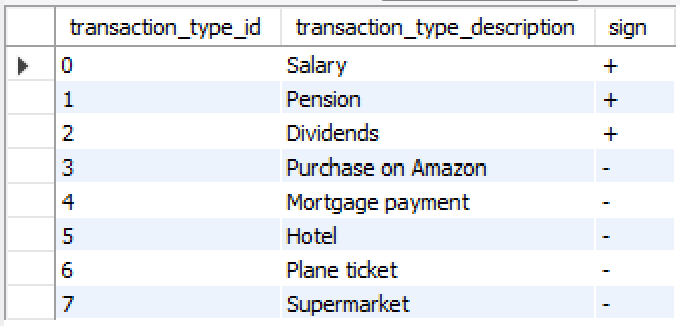 transaction_type_id transaction_type_description sign
0 Salary +
1 Pension +
2 Dividends +
3 Purchase on Amazon -
4 Mortgage payment -
5 Hotel -
6 Plane ticket -
7 Supermarket -